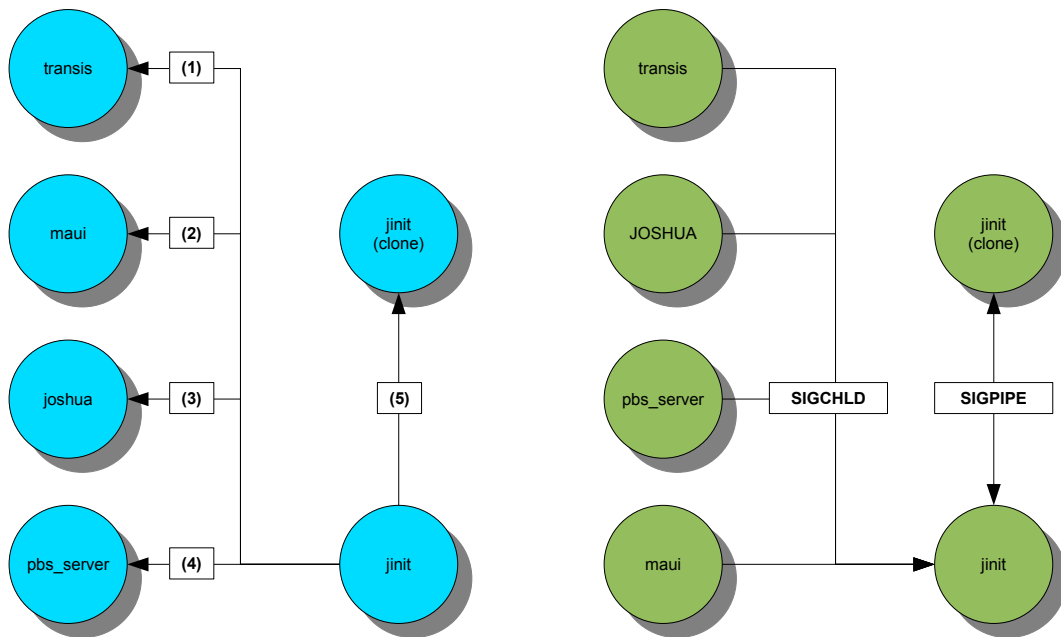 transis
(1)
maui
(2)
jinit
(clone)
joshua
(3)
(5)
pbs_server
(4)
jinit
transis
JOSHUA
jinit
(clone)
pbs_server
SIGCHLD
SIGPIPE
maui
jinit